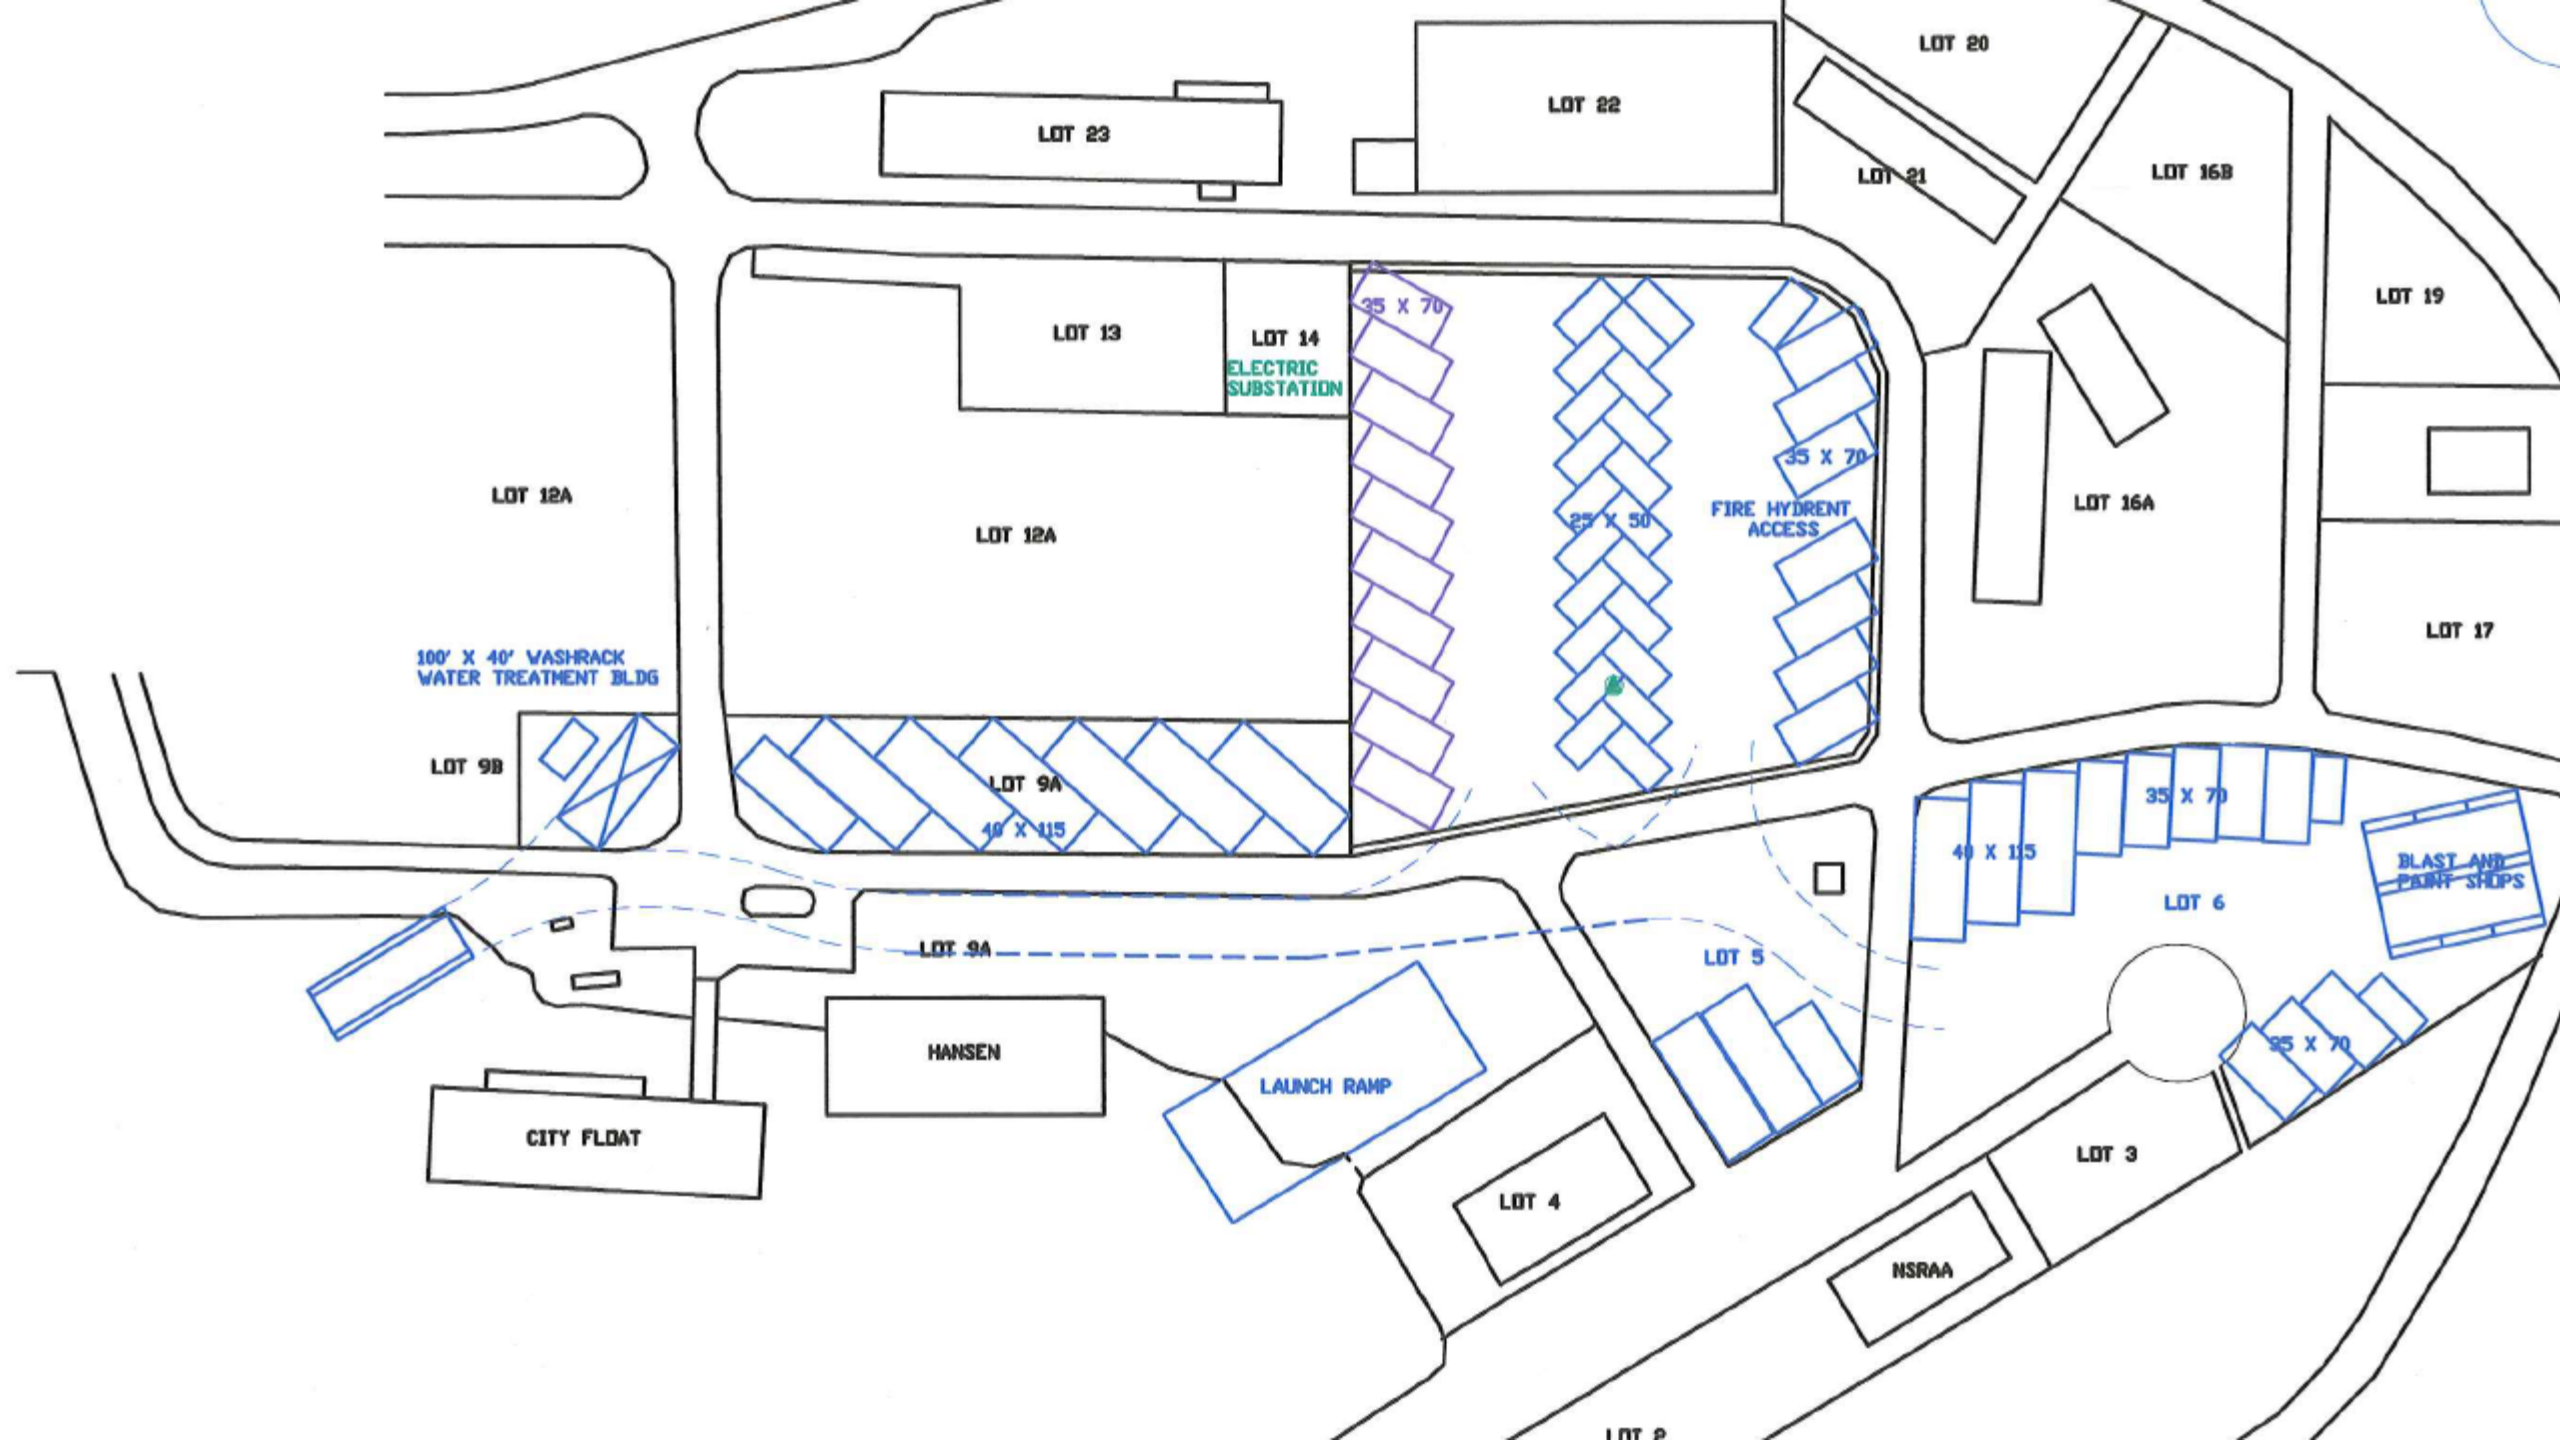 LOT 20
LOT 22
LOT 23
LOT 21
LOT 16B
LOT 19
35 X 70
LOT 13
LOT 14
ELECTRIC
SUBSTATION
35 X 70
LOT 12A
LOT 12A
25 X 50
FIRE HYDRENT
ACCESS
LOT 16A
LOT 17
100' X 40' WASHRACK
WATER TREATMENT BLDG
LOT 9B
LOT 9A
40 X 115
35 X 70
40 X 115
BLAST AND
PAINT SHOPS
LOT 6
LOT 9A
LOT 5
HANSEN
LAUNCH RAMP
35 X 70
CITY FLOAT
LOT 3
LOT 4
NSRAA
LOT 2